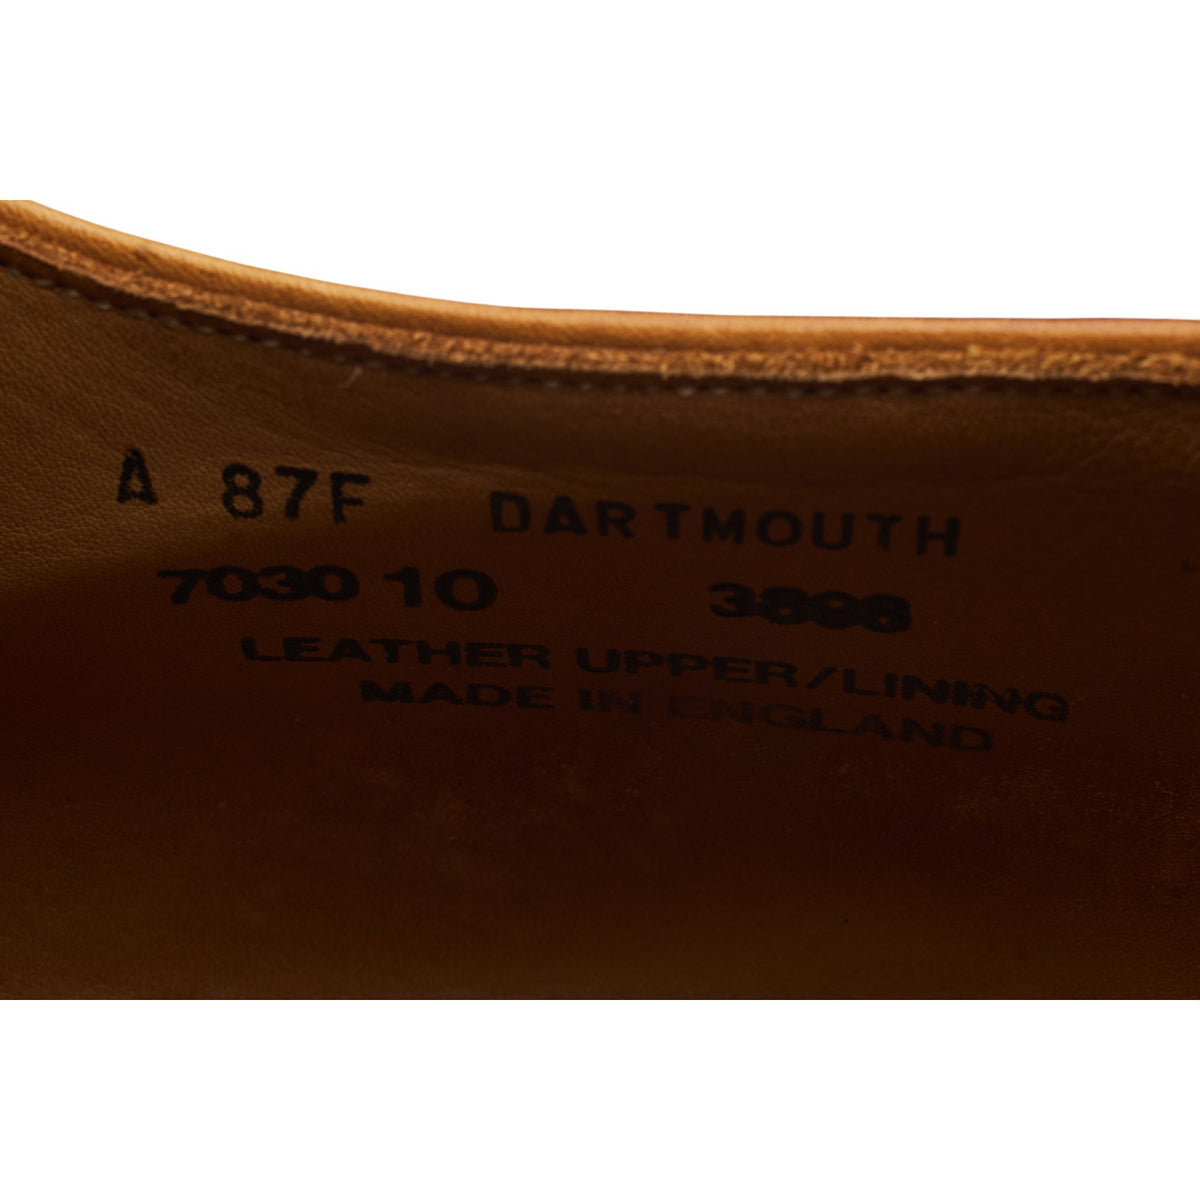 A 87F DARTMOUTH
7030 10 3898
LEATHER UPPER/LINING
MADE IN ENGLAND